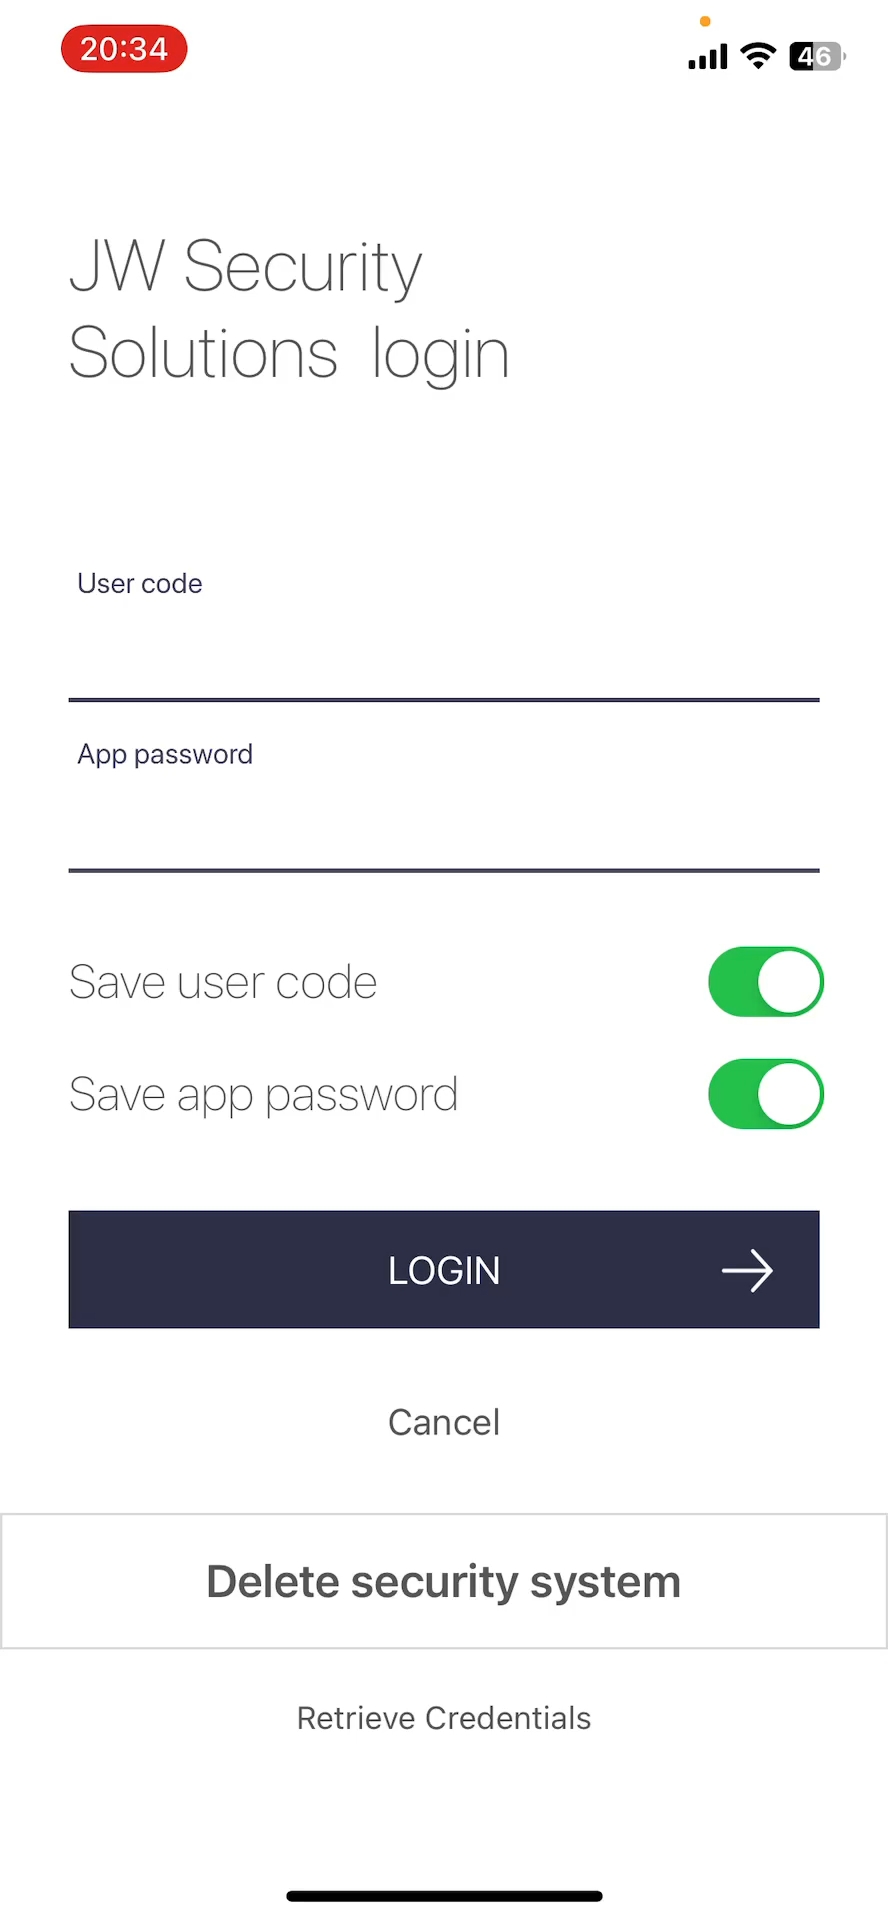 20:34
46
JW Security
Solutions login
User code
App password
Save user code
Save app password
LOGIN
Cancel
Delete security system
Retrieve Credentials